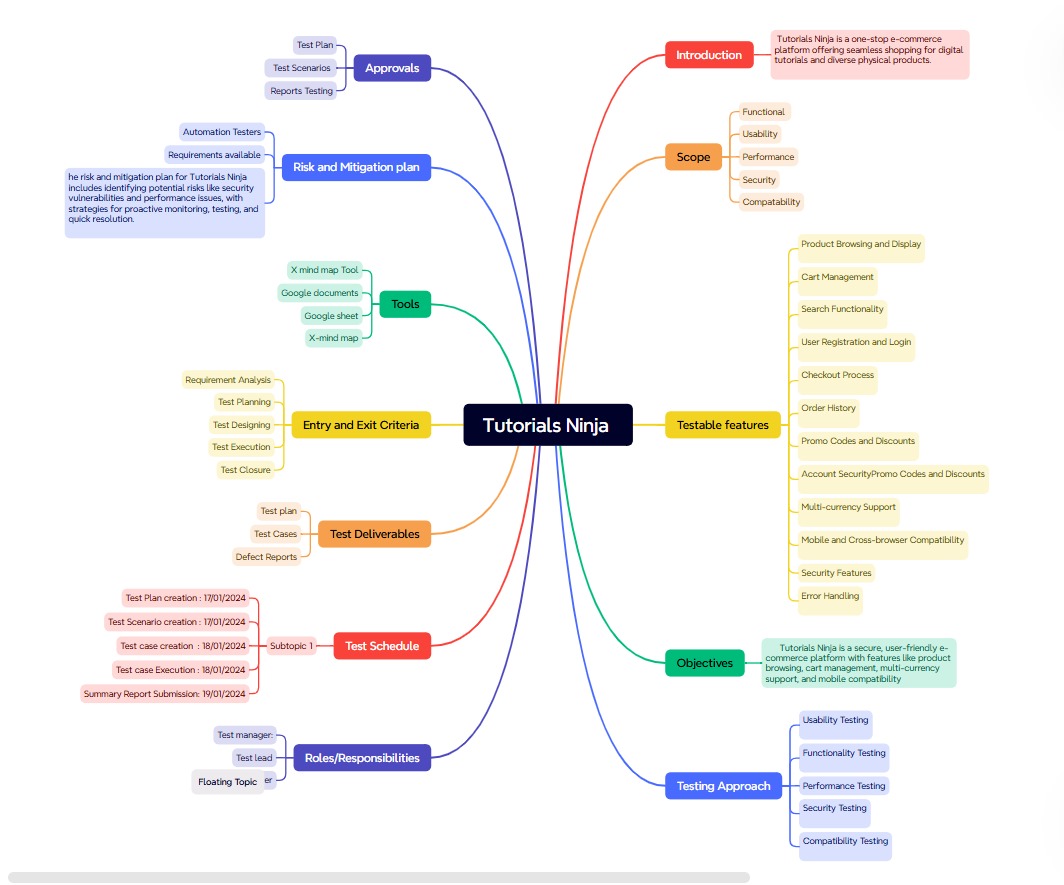 Tutorials Ninja
Introduction
Tutorials Ninja is a one-stop e-commerce
platform offering seamless shopping for digital
tutorials and diverse physical products.
Scope
Functional
Usability
Performance
Security
Compatability
Testable features
Product Browsing and Display
Cart Management
Search Functionality
User Registration and Login
Checkout Process
Order History
Promo Codes and Discounts
Account SecurityPromo Codes and Discounts
Multi-currency Support
Mobile and Cross-browser Compatibility
Security Features
Error Handling
Objectives
Tutorials Ninja is a secure, user-friendly e-
commerce platform with features like product
browsing, cart management, multi-currency
support, and mobile compatibility
Testing Approach
Usability Testing
Functionality Testing
Performance Testing
Security Testing
Compatibility Testing
Approvals
Test Plan
Test Scenarios
Reports Testing
Risk and Mitigation plan
Automation Testers
Requirements available
he risk and mitigation plan for Tutorials Ninja
includes identifying potential risks like security
vulnerabilities and performance issues, with
strategies for proactive monitoring, testing, and
quick resolution.
Tools
X mind map Tool
Google documents
Google sheet
X-mind map
Entry and Exit Criteria
Requirement Analysis
Test Planning
Test Designing
Test Execution
Test Closure
Test Deliverables
Test plan
Test Cases
Defect Reports
Test Schedule
Subtopic 1
Test Plan creation : 17/01/2024
Test Scenario creation : 17/01/2024
Test case creation  : 18/01/2024
Test case Execution : 18/01/2024
Summary Report Submission: 19/01/2024
Roles/Responsibilities
Test manager:
Test lead
er
Floating Topic